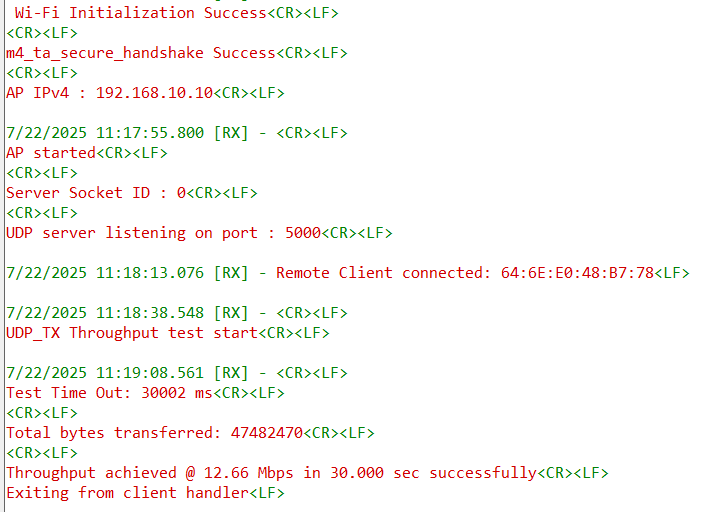 Wi-Fi Initialization Success<CR><LF>
<CR><LF>
m4_ta_secure_handshake Success<CR><LF>
<CR><LF>
AP IPv4 : 192.168.10.10<CR><LF>
7/22/2025 11:17:55.800 [RX] - <CR><LF>
AP started<CR><LF>
<CR><LF>
Server Socket ID : 0<CR><LF>
<CR><LF>
UDP server listening on port : 5000<CR><LF>
7/22/2025 11:18:13.076 [RX] - Remote Client connected: 64:6E:E0:48:B7:78<LF>
7/22/2025 11:18:38.548 [RX] - <CR><LF>
UDP_TX Throughput test start<CR><LF>
7/22/2025 11:19:08.561 [RX] - <CR><LF>
Test Time Out: 30002 ms<CR><LF>
<CR><LF>
Total bytes transferred: 47482470<CR><LF>
<CR><LF>
Throughput achieved @ 12.66 Mbps in 30.000 sec successfully<CR><LF>
Exiting from client handler<LF>